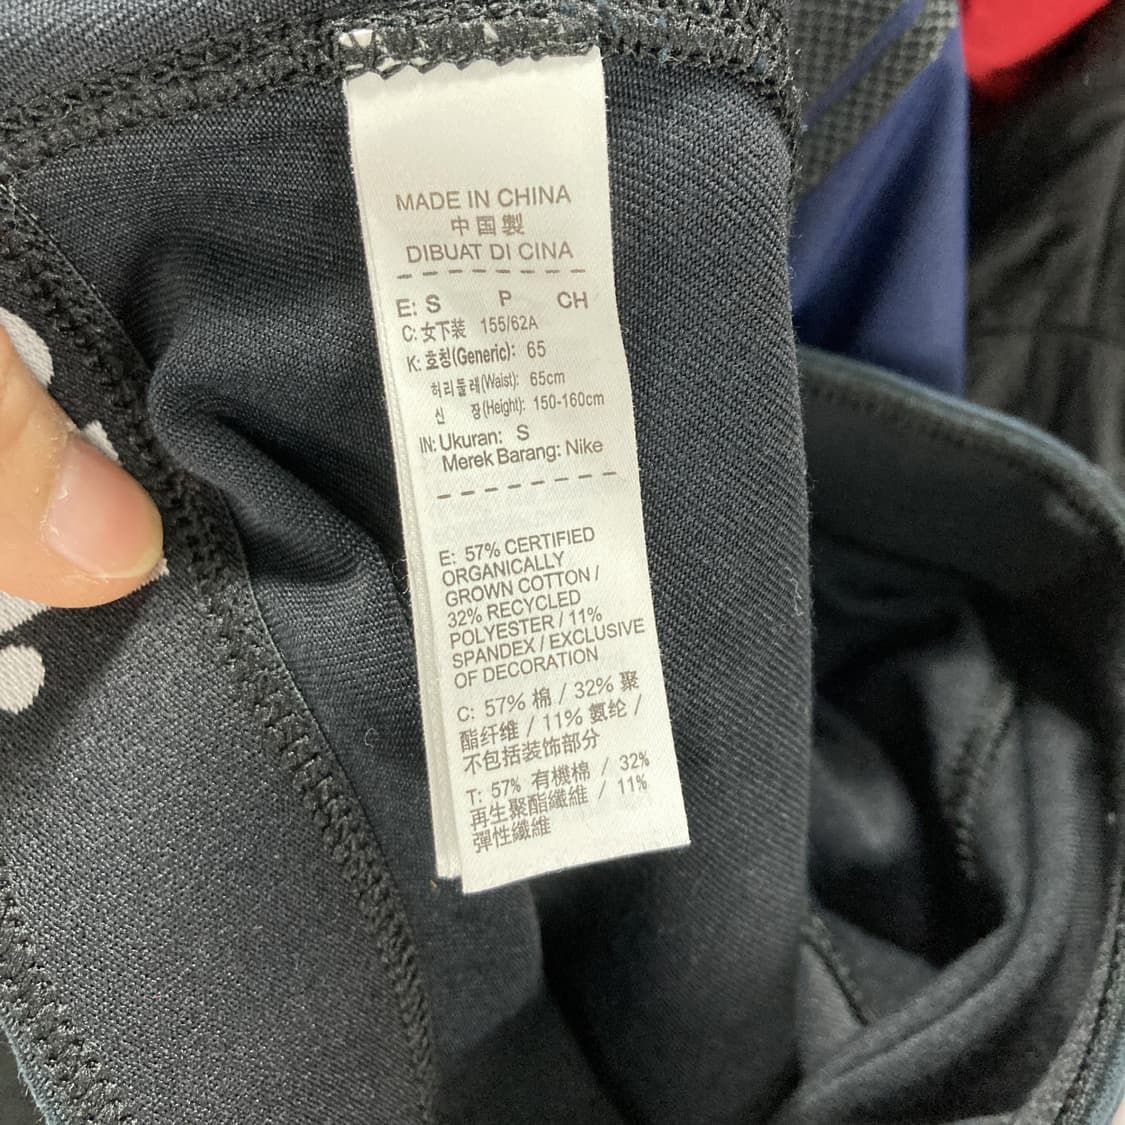 MADE IN CHINA
中国製
DIBUAT DI CINA
E: S P CH
C: 女下装 155/62A
K: 호칭(Generic): 65
허리둘레(Waist): 65cm
신 장(Height): 150-160cm
IN: Ukuran: S
Merek Barang: Nike
E: 57% CERTIFIED
ORGANICALLY
GROWN COTTON /
32% RECYCLED
POLYESTER / 11%
SPANDEX / EXCLUSIVE
OF DECORATION
C: 57% 棉 / 32% 聚
酯纤维 / 11% 氨纶 /
不包括装饰部分
T: 57% 有機棉 / 32%
再生聚酯纖維 / 11%
彈性纖維